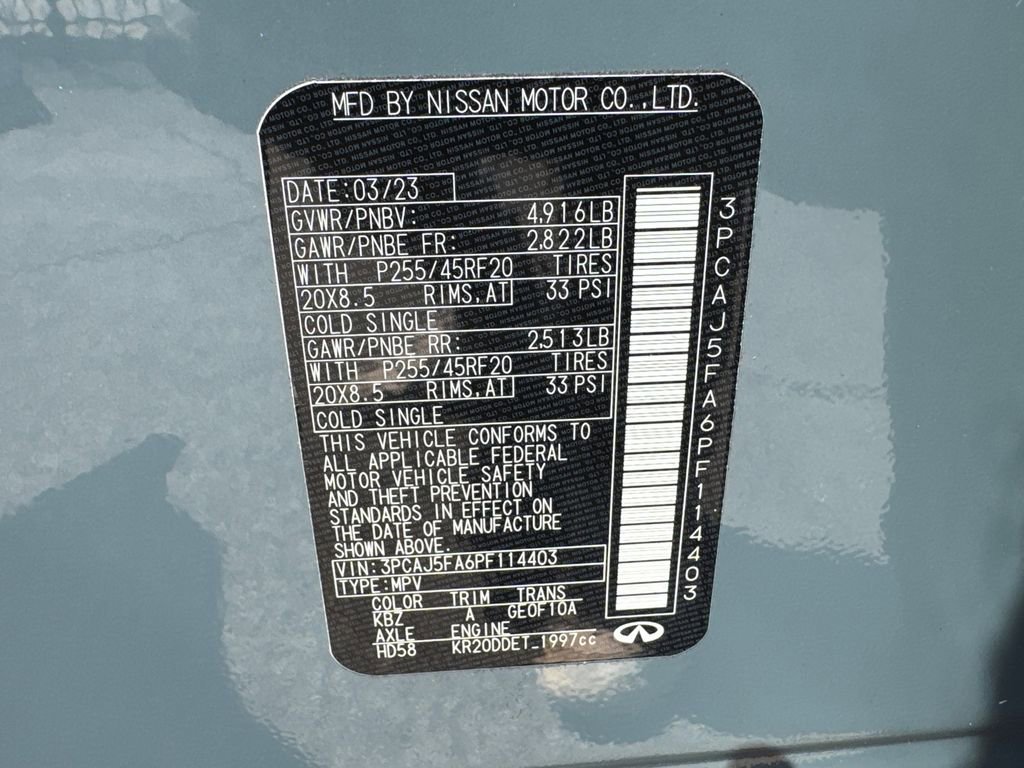 MFD BY NISSAN MOTOR CO.,LTD.
DATE:03/23
GVWR/PNBV: 4,916LB
GAWR/PNBE FR: 2,822LB
WITH P255/45RF20 TIRES
20X8.5 RIMS,AT 33 PSI
COLD SINGLE
GAWR/PNBE RR: 2,513LB
WITH P255/45RF20 TIRES
20X8.5 RIMS,AT 33 PSI
COLD SINGLE
THIS VEHICLE CONFORMS TO
ALL APPLICABLE FEDERAL
MOTOR VEHICLE SAFETY
AND THEFT PREVENTION
STANDARDS IN EFFECT ON
THE DATE OF MANUFACTURE
SHOWN ABOVE.
VIN:3PCAJ5FA6PF114403
TYPE:MPV
COLOR TRIM TRANS
KBZ A GE0F10A
AXLE ENGINE
HD58 KR20DDET_1997cc
3PCAJ5FA6PF114403